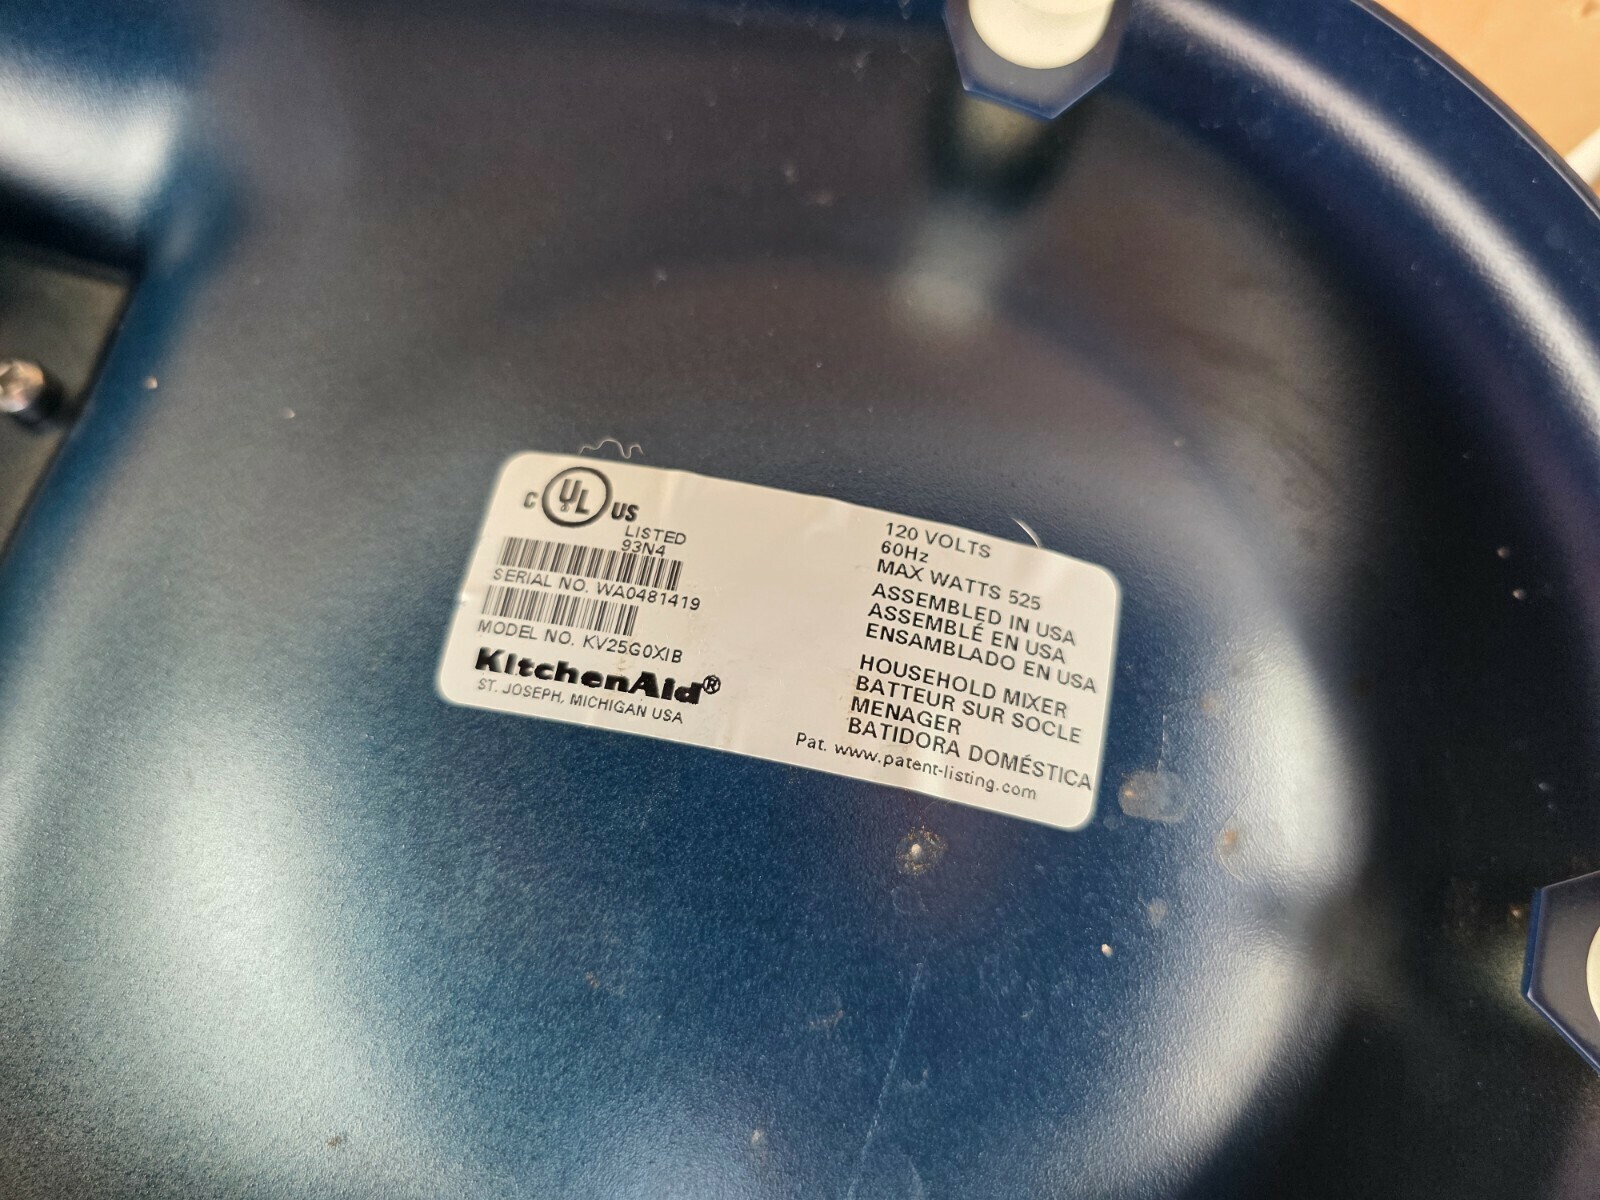 C UL US
LISTED
93N4
SERIAL NO. WA0481419
MODEL NO. KV25G0XIB
KitchenAid®
ST. JOSEPH, MICHIGAN USA
120 VOLTS
60Hz
MAX WATTS 525
ASSEMBLED IN USA
ASSEMBLÉ EN USA
ENSAMBLADO EN USA
HOUSEHOLD MIXER
BATTEUR SUR SOCLE
MENAGER
BATIDORA DOMÉSTICA
Pat. www.patent-listing.com